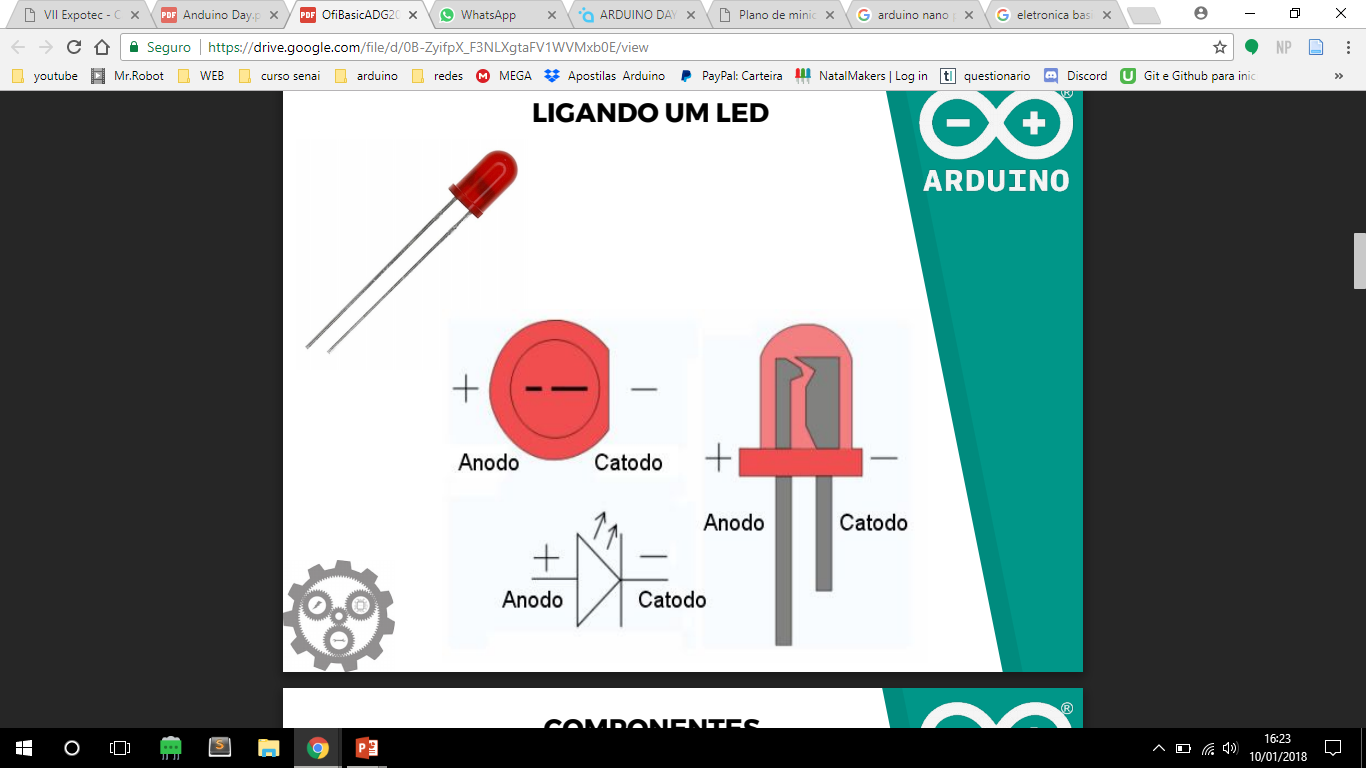 VII Expotec - C
Anduino Day.p
OfiBasicADG2C
WhatsApp
ARDUINO DAY
Plano de minic
arduino nano p
eletronica basi
Seguro
https://drive.google.com/file/d/0B-ZyifpX_F3NLXgtaFV1WVMxb0E/view
NP
youtube
Mr.Robot
WEB
curso senai
arduino
redes
MEGA
Apostilas Arduino
PayPal: Carteira
NatalMakers | Log in
questionario
Discord
Git e Github para inic
»
LIGANDO UM LED
®
- +
ARDUINO
+ −
Anodo Catodo
+ −
Anodo Catodo
+ −
Anodo Catodo
COMPONENTES
®
16:23
10/01/2018